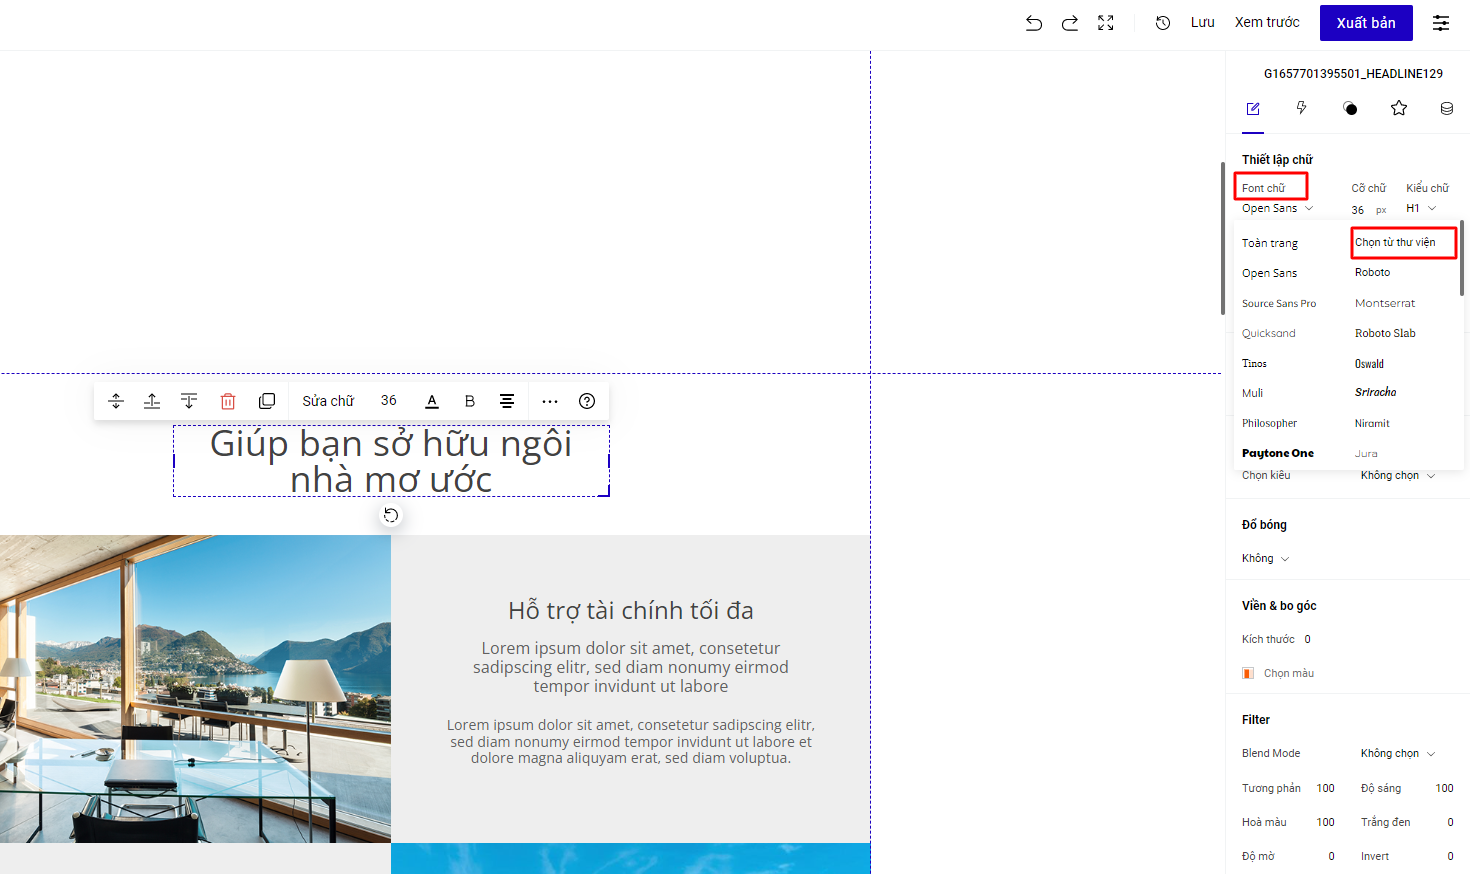 Lưu
Xem trước
Xuất bản
G1657701395501_HEADLINE129
Thiết lập chữ
Font chữ
Cỡ chữ
Kiểu chữ
Open Sans
36 px
H1
Toàn trang
Chọn từ thư viện
Open Sans
Roboto
Source Sans Pro
Montserrat
Quicksand
Roboto Slab
Tinos
Oswald
Muli
Sriracha
Philosopher
Niramit
Paytone One
Jura
Chọn kiểu
Không chọn
Sửa chữ
36
A
B
Giúp bạn sở hữu ngôi
nhà mơ ước
Hỗ trợ tài chính tối đa
Lorem ipsum dolor sit amet, consetetur
sadipscing elitr, sed diam nonumy eirmod
tempor invidunt ut labore
Lorem ipsum dolor sit amet, consetetur sadipscing elitr,
sed diam nonumy eirmod tempor invidunt ut labore et
dolore magna aliquyam erat, sed diam voluptua.
Đổ bóng
Không
Viền & bo góc
Kích thước 0
Chọn màu
Filter
Blend Mode
Không chọn
Tương phản 100
Độ sáng 100
Hoà màu 100
Trắng đen 0
Độ mờ 0
Invert 0